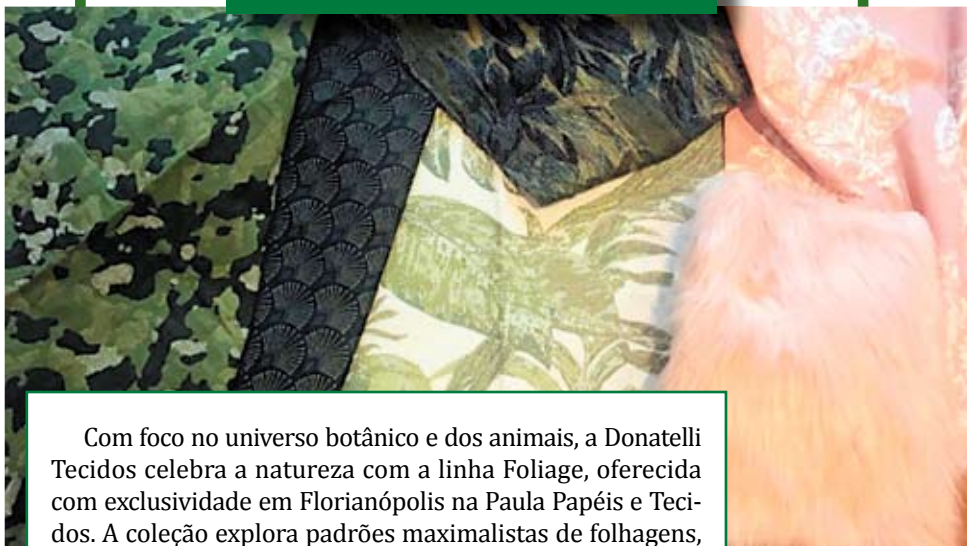 Com foco no universo botânico e dos animais, a Donatelli
Tecidos celebra a natureza com a linha Foliage, oferecida
com exclusividade em Florianópolis na Paula Papéis e Teci-
dos. A coleção explora padrões maximalistas de folhagens,